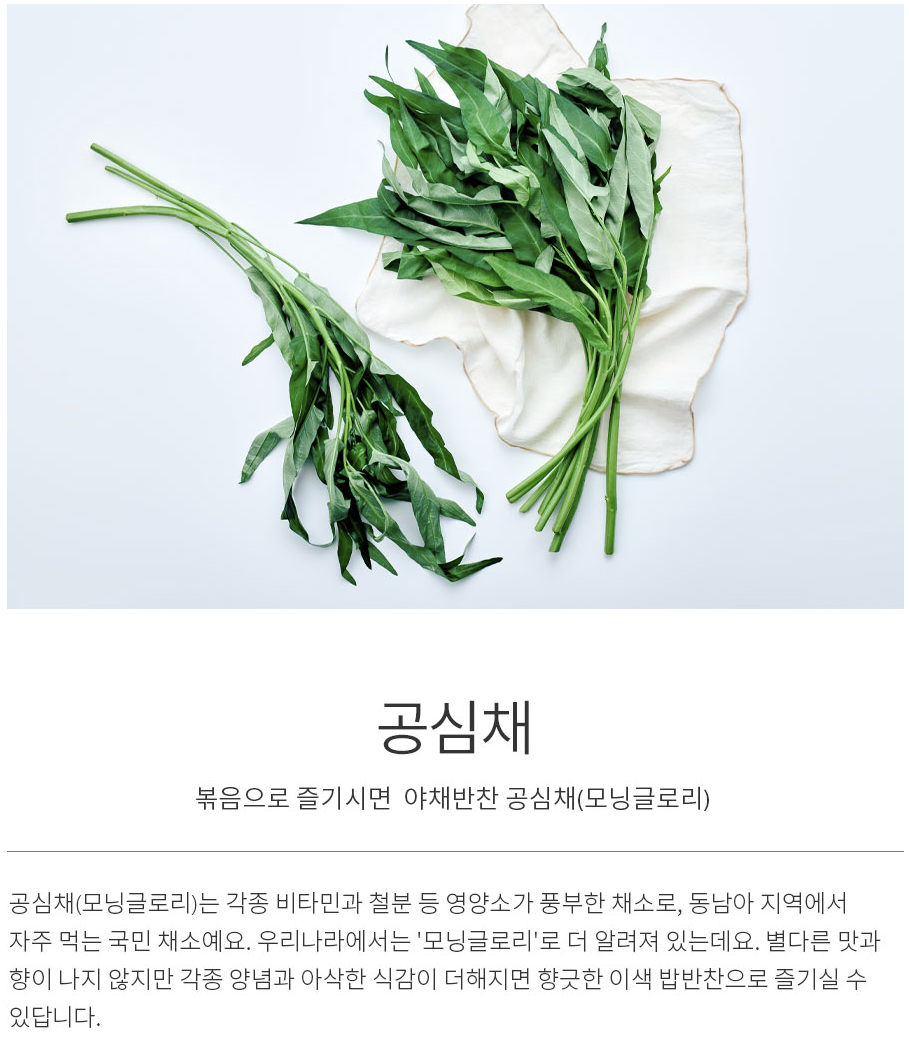 공심채
볶음으로 즐기시면 야채반찬 공심채(모닝글로리)
공심채(모닝글로리)는 각종 비타민과 철분 등 영양소가 풍부한 채소로, 동남아 지역에서
자주 먹는 국민 채소예요. 우리나라에서는 '모닝글로리'로 더 알려져 있는데요. 별다른 맛과
향이 나지 않지만 각종 양념과 아삭한 식감이 더해지면 향긋한 이색 밥반찬으로 즐기실 수
있답니다.